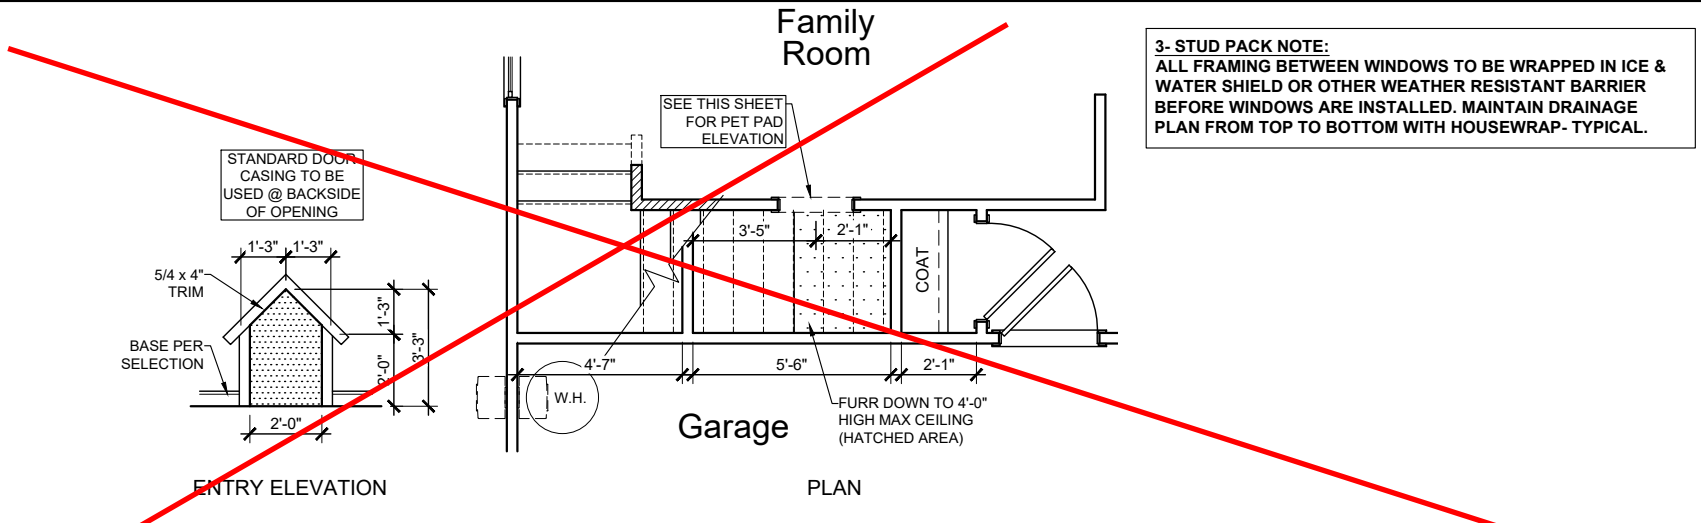 Family
Room
3- STUD PACK NOTE:
ALL FRAMING BETWEEN WINDOWS TO BE WRAPPED IN ICE &
WATER SHIELD OR OTHER WEATHER RESISTANT BARRIER
BEFORE WINDOWS ARE INSTALLED. MAINTAIN DRAINAGE
PLAN FROM TOP TO BOTTOM WITH HOUSEWRAP- TYPICAL.
SEE THIS SHEET
FOR PET PAD
ELEVATION
STANDARD DOOR
CASING TO BE
USED @ BACKSIDE
OF OPENING
1'-3" 1'-3"
5/4 x 4"
TRIM
1'-3"
3'-3"
2'-0"
BASE PER
SELECTION
2'-0"
3'-5" 2'-1"
COAT
4'-7" 5'-6" 2'-1"
W.H.
FURR DOWN TO 4'-0"
HIGH MAX CEILING
(HATCHED AREA)
Garage
ENTRY ELEVATION
PLAN